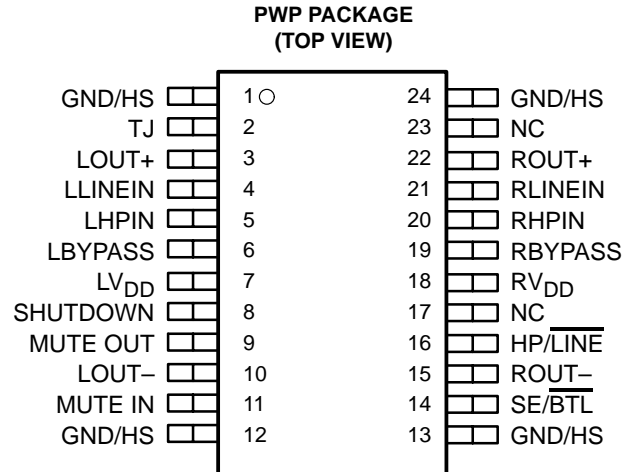 PWP PACKAGE
(TOP VIEW)
GND/HS 1 24 GND/HS
TJ 2 23 NC
LOUT+ 3 22 ROUT+
LLINEIN 4 21 RLINEIN
LHPIN 5 20 RHPIN
LBYPASS 6 19 RBYPASS
LVDD 7 18 RVDD
SHUTDOWN 8 17 NC
MUTE OUT 9 16 HP/LINE
LOUT– 10 15 ROUT–
MUTE IN 11 14 SE/BTL
GND/HS 12 13 GND/HS